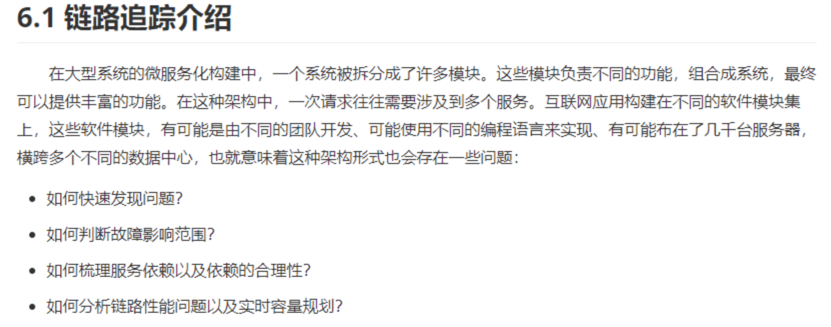 6.1 链路追踪介绍
在大型系统的微服务化构建中，一个系统被拆分成了许多模块。这些模块负责不同的功能，组合成系统，最终
可以提供丰富的功能。在这种架构中，一次请求往往需要涉及到多个服务。互联网应用构建在不同的软件模块集
上，这些软件模块，有可能是由不同的团队开发、可能使用不同的编程语言来实现、有可能布在了几千台服务器，
横跨多个不同的数据中心，也就意味着这种架构形式也会存在一些问题：
• 如何快速发现问题？
• 如何判断故障影响范围？
• 如何梳理服务依赖以及依赖的合理性？
• 如何分析链路性能问题以及实时容量规划？